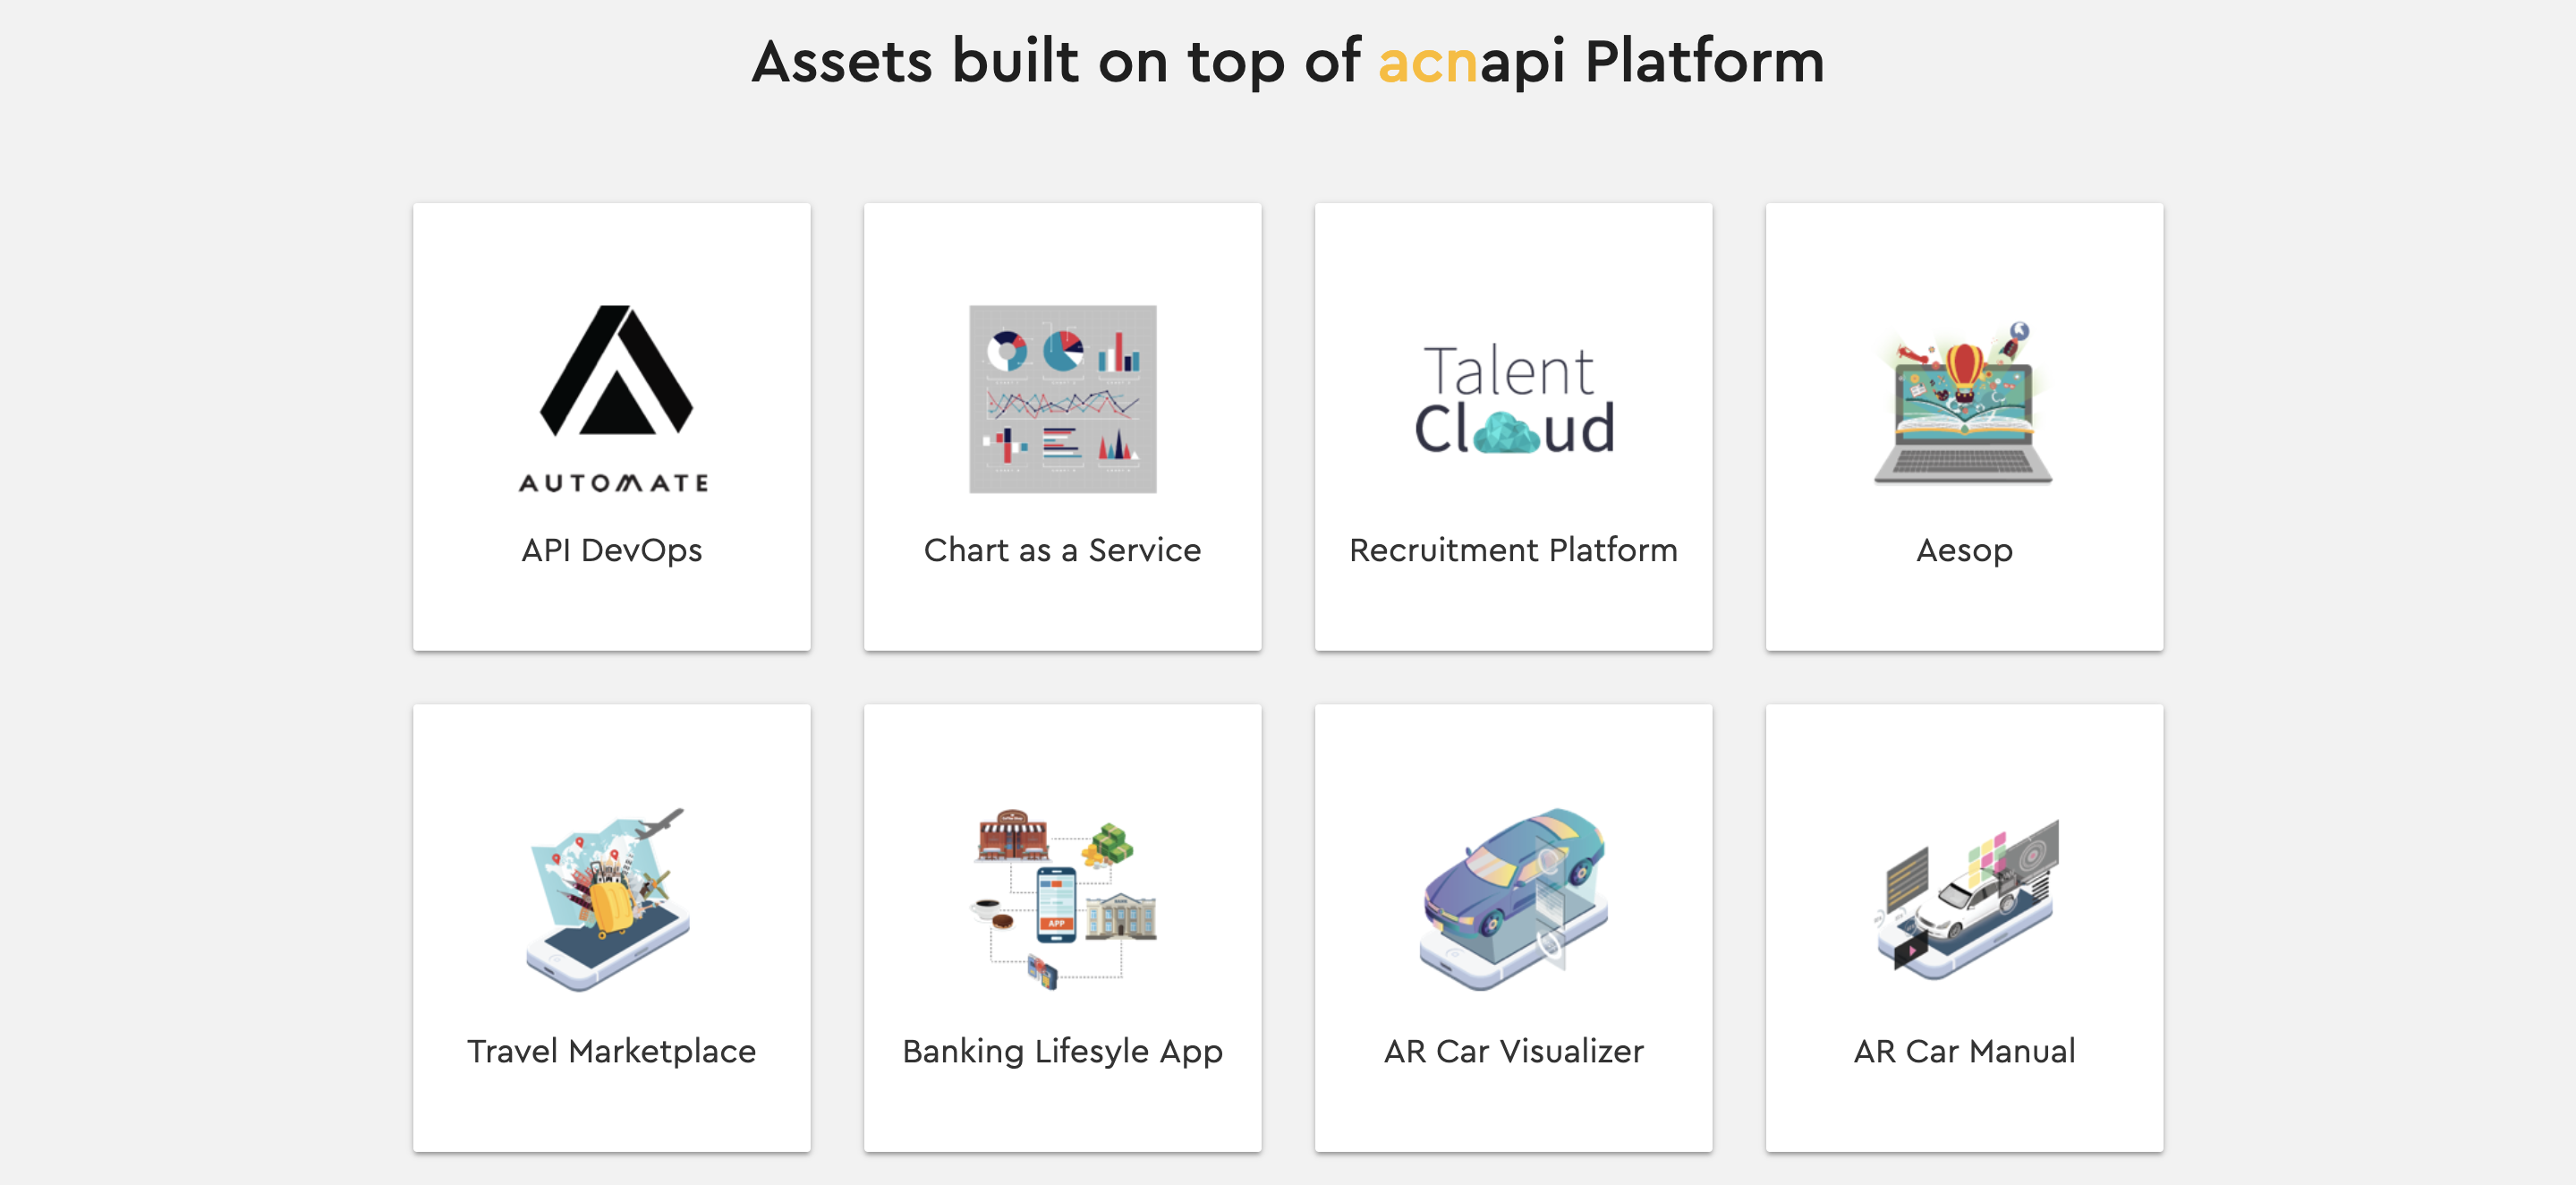 Assets built on top of acnapi Platform
AUTOMATE
API DevOps
Chart as a Service
Talent
Cloud
Recruitment Platform
Aesop
Travel Marketplace
APP
Banking Lifesyle App
AR Car Visualizer
AR Car Manual